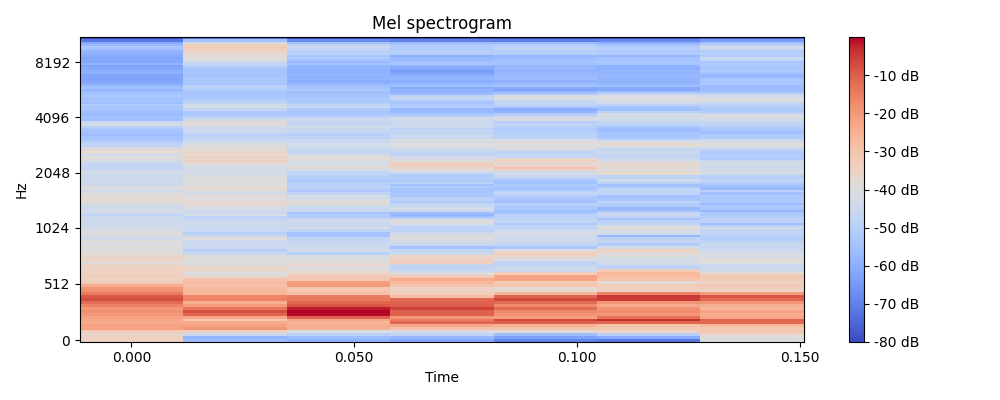 Mel spectrogram
Hz
8192
4096
2048
1024
512
0
0.000 0.050 0.100 0.150
Time
-10 dB
-20 dB
-30 dB
-40 dB
-50 dB
-60 dB
-70 dB
-80 dB